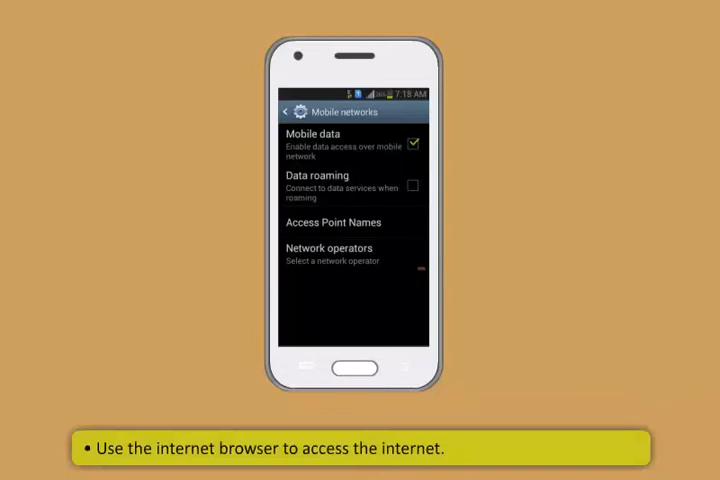 7:18 AM
Mobile networks
Mobile data
Enable data access over mobile
network
Data roaming
Connect to data services when
roaming
Access Point Names
Network operators
Select a network operator
• Use the internet browser to access the internet.